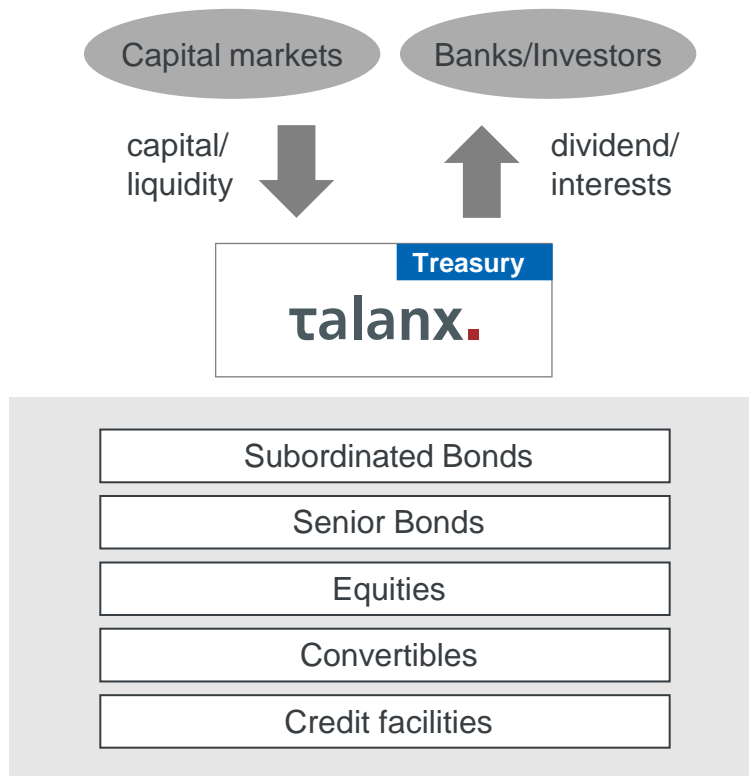 Capital markets
Banks/Investors
capital/
liquidity
dividend/
interests
Treasury
talanx.
Subordinated Bonds
Senior Bonds
Equities
Convertibles
Credit facilities